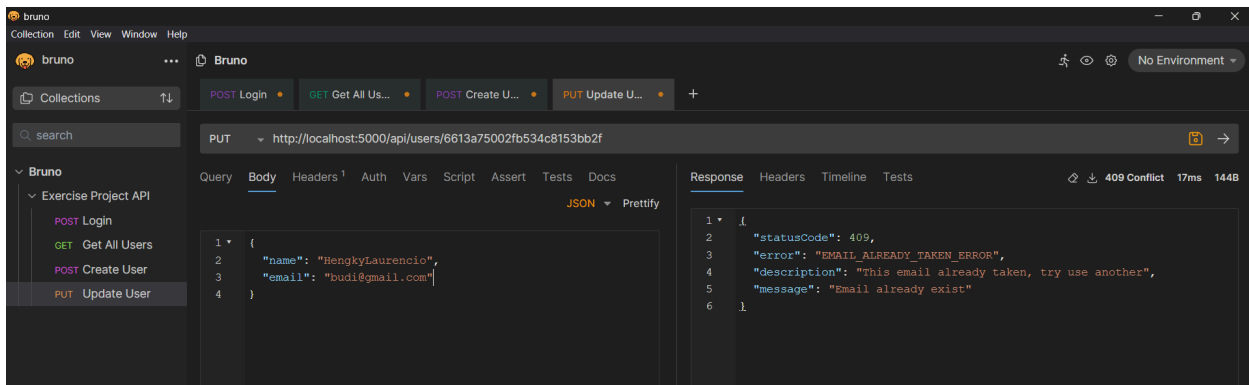 bruno
Collection Edit View Window Help
bruno
Bruno
No Environment
Collections
POST Login
GET Get All Us...
POST Create U...
PUT Update U...
search
PUT http://localhost:5000/api/users/6613a75002fb534c8153bb2f
Bruno
Exercise Project API
POST Login
GET Get All Users
POST Create User
PUT Update User
Query Body Headers 1 Auth Vars Script Assert Tests Docs
JSON Prettify
1 {
2 "name": "HengkyLaurencio",
3 "email": "budi@gmail.com"
4 }
Response Headers Timeline Tests
409 Conflict 17ms 144B
1 {
2 "statusCode": 409,
3 "error": "EMAIL_ALREADY_TAKEN_ERROR",
4 "description": "This email already taken, try use another",
5 "message": "Email already exist"
6 }